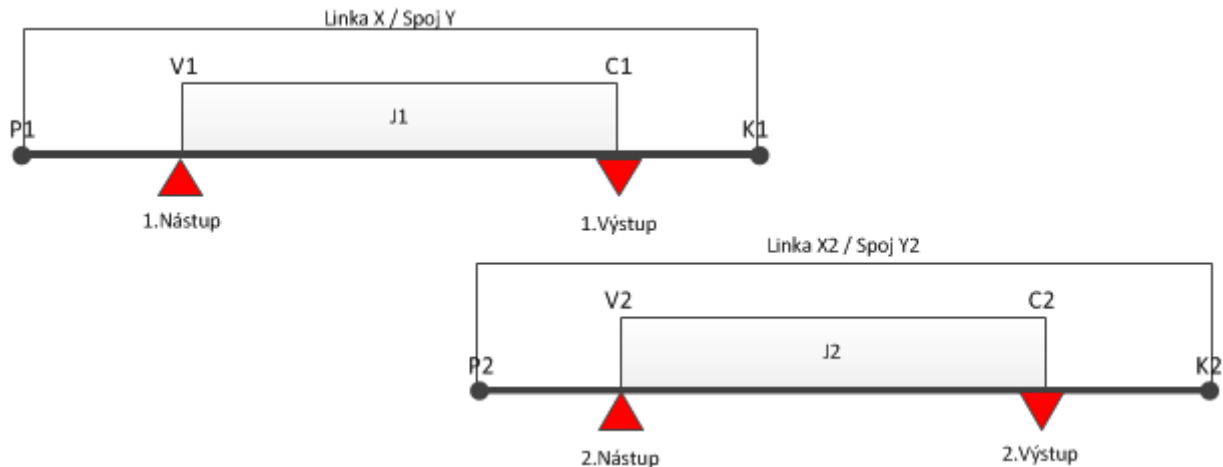 Linka X / Spoj Y
V1
C1
J1
P1
K1
1.Nástup
1.Výstup
Linka X2 / Spoj Y2
V2
C2
J2
P2
K2
2.Nástup
2.Výstup